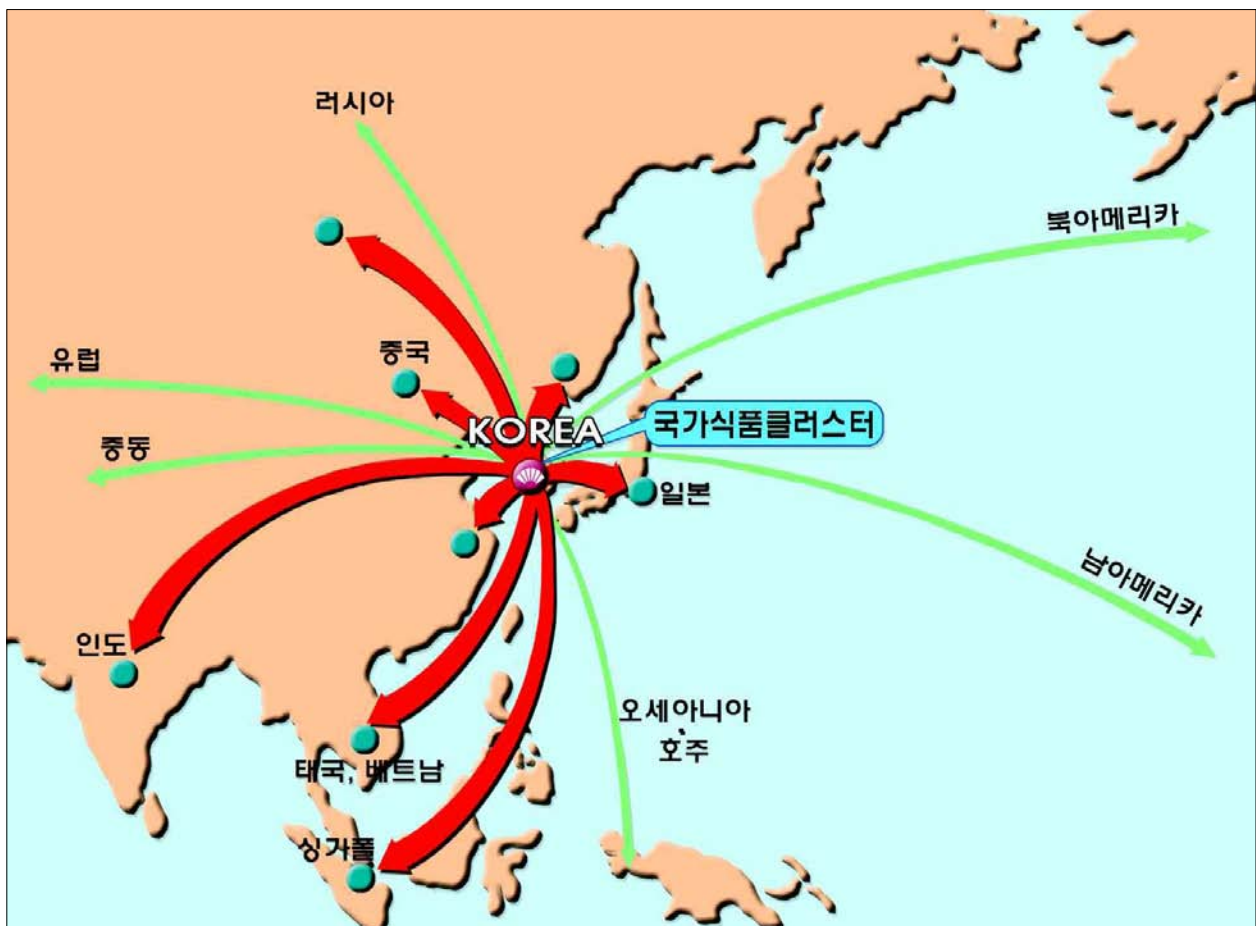 러시아
북아메리카
유럽
중국
KOREA
국가식품클러스터
중동
일본
남아메리카
인도
오세아니아
호주
태국, 베트남
싱가폴